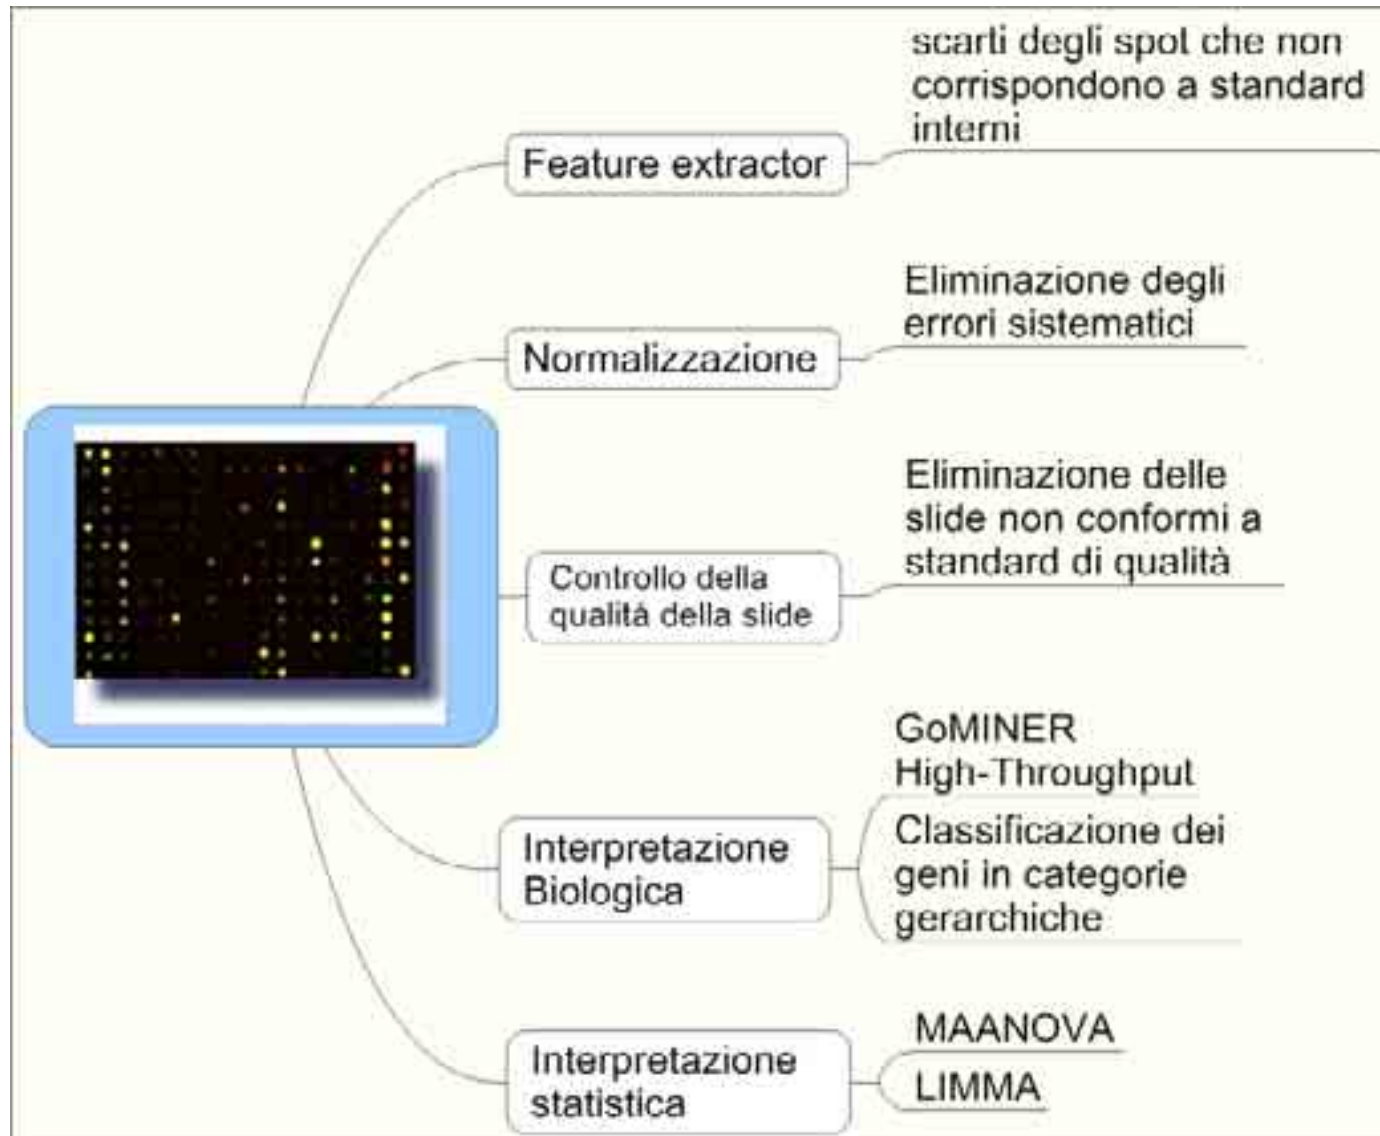 scarti degli spot che non
corrispondono a standard
interni
Feature extractor
Eliminazione degli
errori sistematici
Normalizzazione
Eliminazione delle
slide non conformi a
standard di qualità
Controllo della
qualità della slide
GoMINER
High-Throughput
Interpretazione
Biologica
Classificazione dei
geni in categorie
gerarchiche
MAANOVA
Interpretazione
statistica
LIMMA